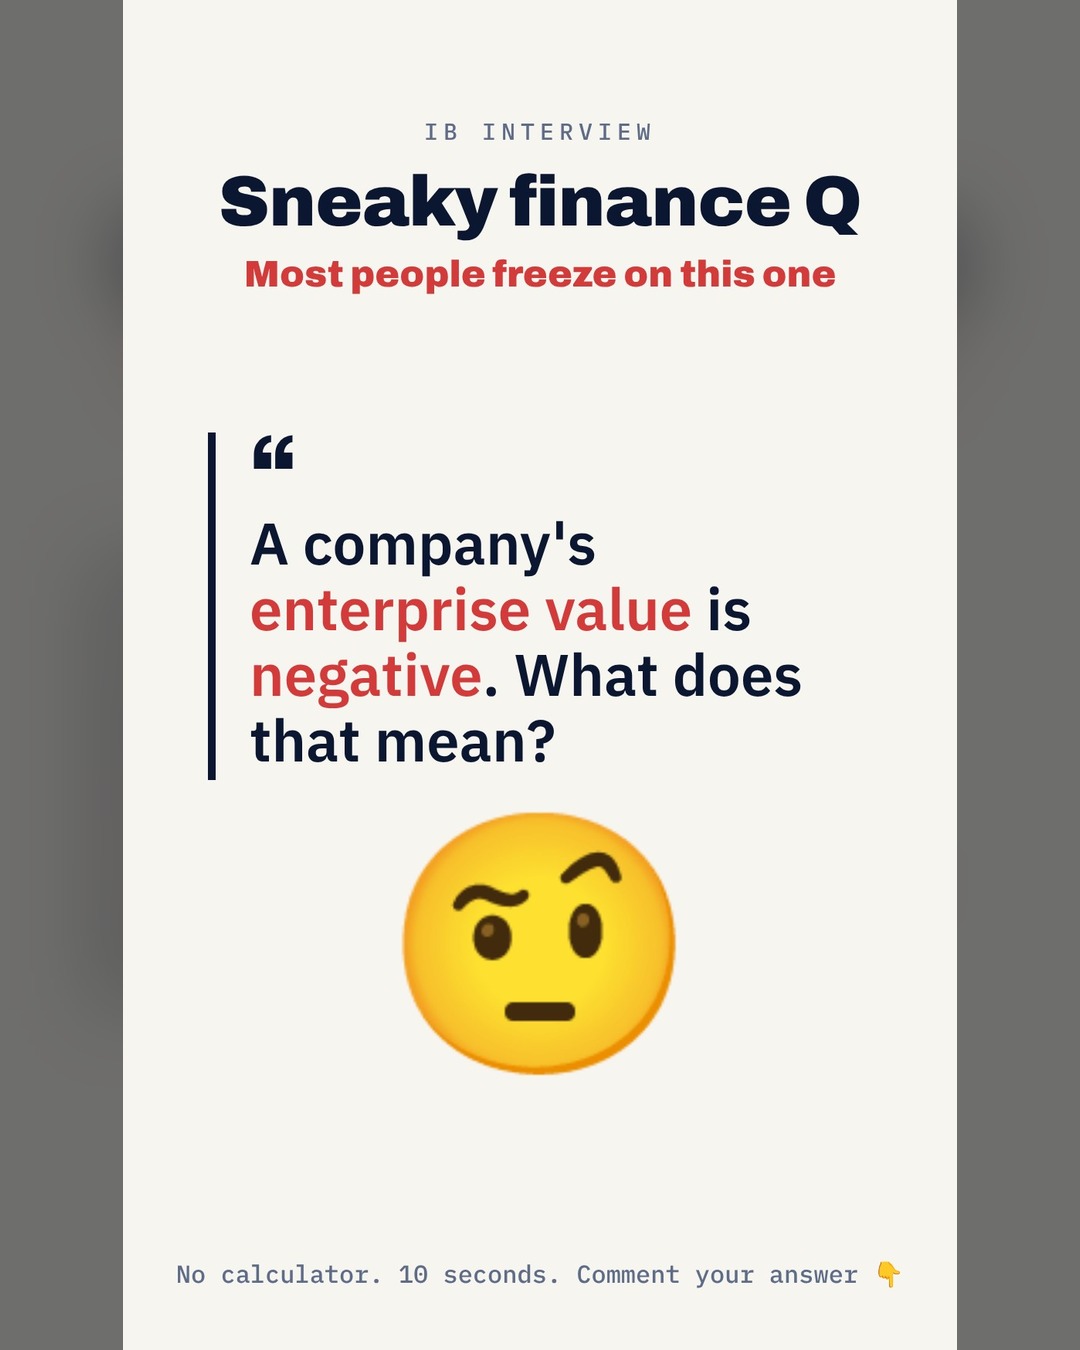 IB INTERVIEW
Sneaky finance Q
Most people freeze on this one
“
A company's
enterprise value is
negative. What does
that mean?
No calculator. 10 seconds. Comment your answer 👇